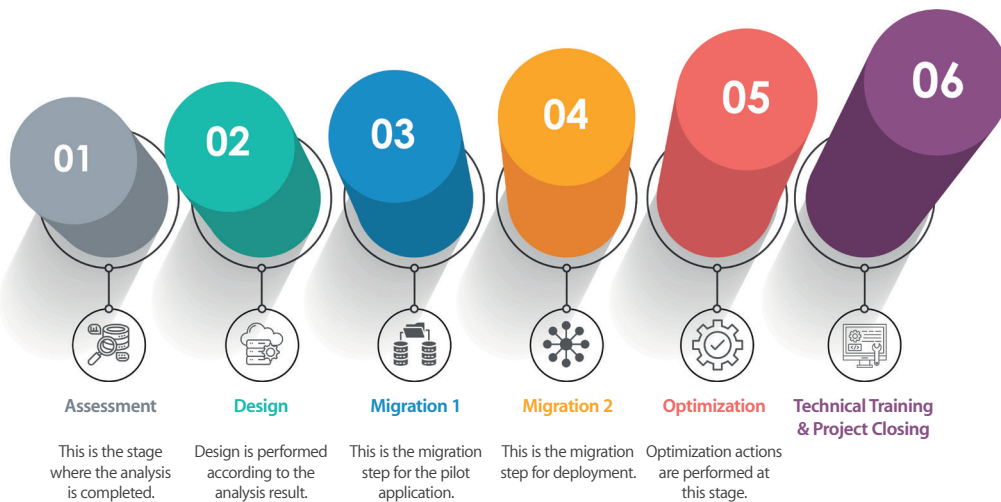 01
02
03
04
05
06
Assessment
This is the stage
where the analysis
is completed.
Design
Design is performed
according to the
analysis result.
Migration 1
This is the migration
step for the pilot
application.
Migration 2
This is the migration
step for deployment.
Optimization
Optimization actions
are performed at
this stage.
Technical Training
& Project Closing